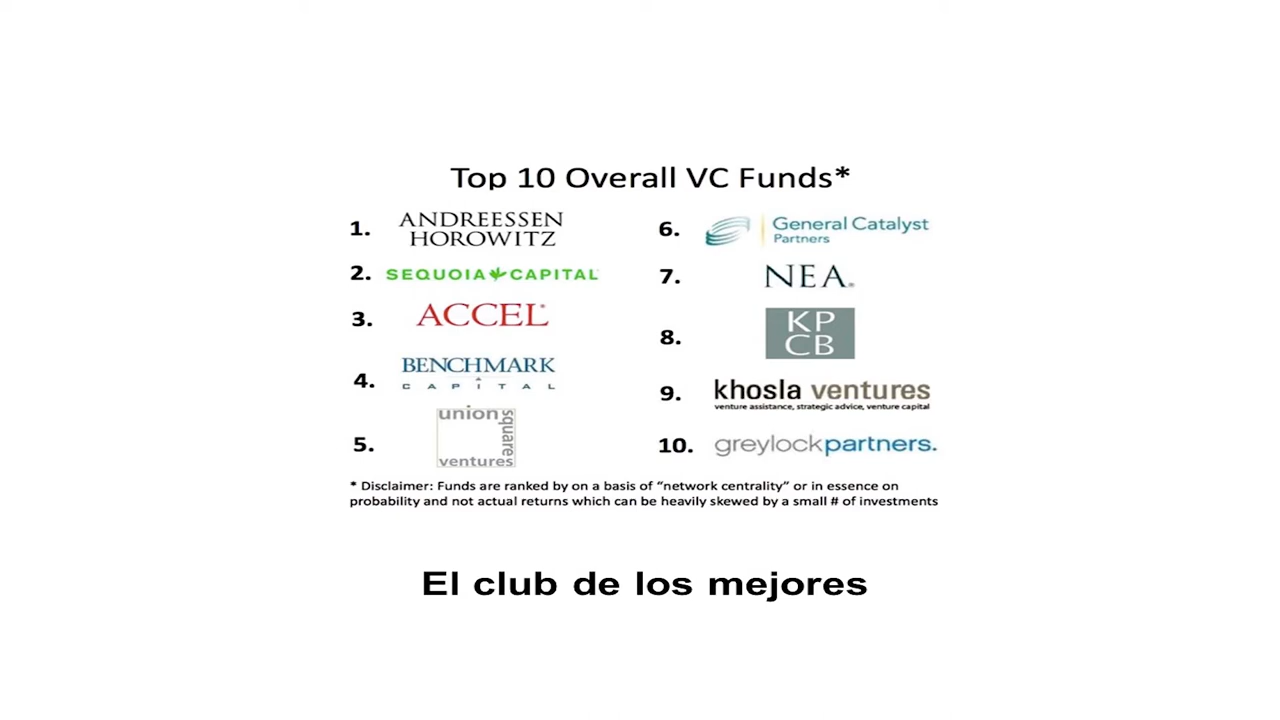 Top 10 Overall VC Funds*
1. ANDREESSEN
HOROWITZ
2. SEQUOIA CAPITAL
3. ACCEL®
4. BENCHMARK
CAPITAL
5. union
square
ventures
6. General Catalyst
Partners
7. NEA®
8. KP
CB
9. khosla ventures
venture assistance, strategic advice, venture capital
10. greylockpartners.
* Disclaimer: Funds are ranked by on a basis of “network centrality” or in essence on
probability and not actual returns which can be heavily skewed by a small # of investments
El club de los mejores